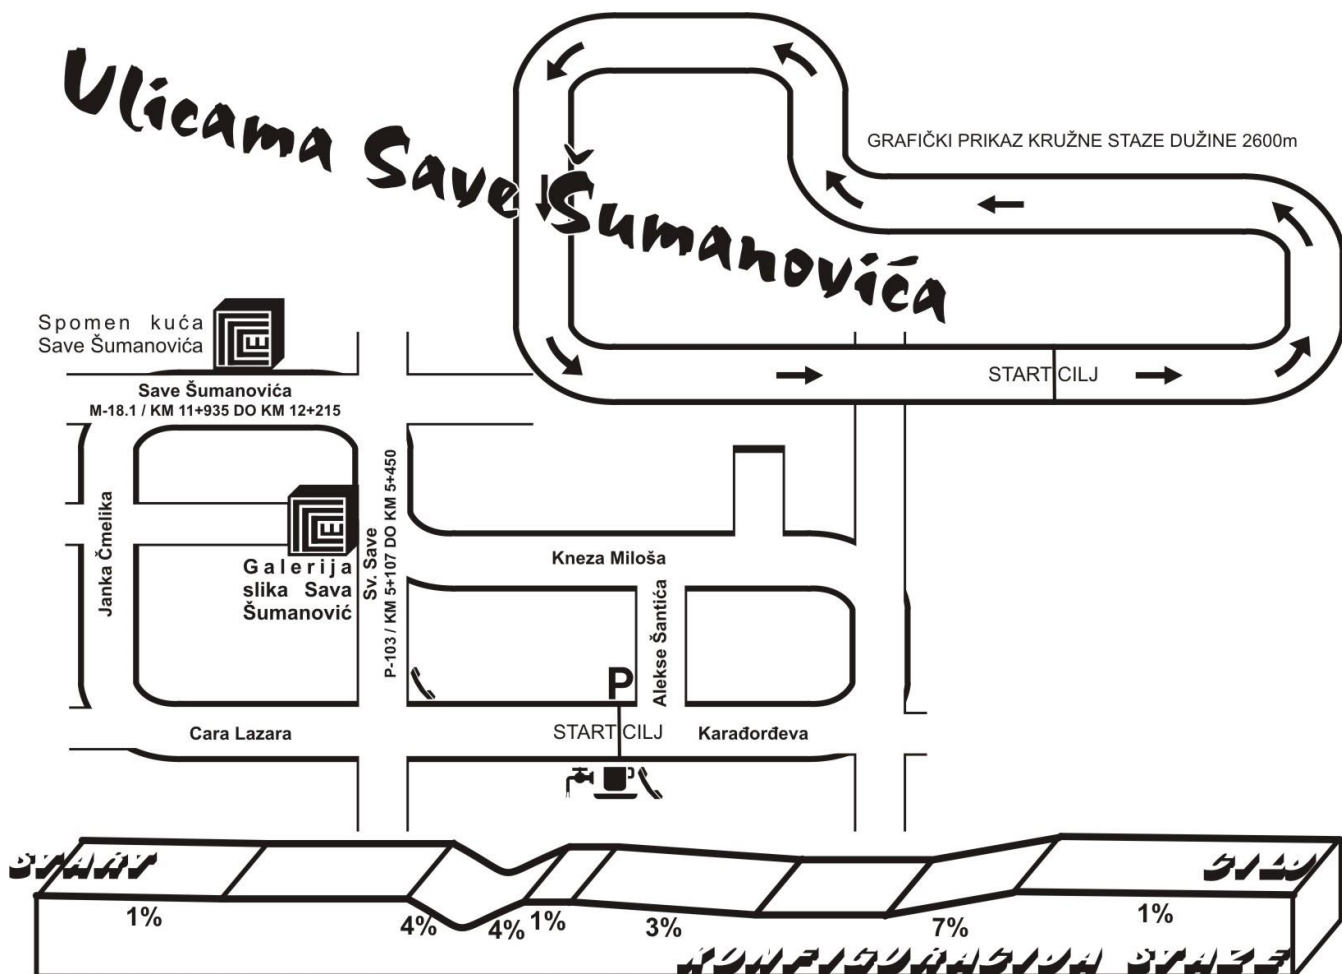 Ulicama Save Šumanovića
GRAFIČKI PRIKAZ KRUŽNE STAZE DUŽINE 2600m
START CILJ
Spomen kuća
Save Šumanovića
Save Šumanovića
M-18.1 / KM 11+935 DO KM 12+215
Janka Čmelika
Galerija
slika Sava
Šumanović
Sv. Save
P-103 / KM 5+107 DO KM 5+450
Kneza Miloša
Alekse Šantića
P
Cara Lazara
START CILJ
Karađorđeva
START
CILJ
1%
4%
4%
1%
3%
7%
1%
KONFIGURACIJA STAZE